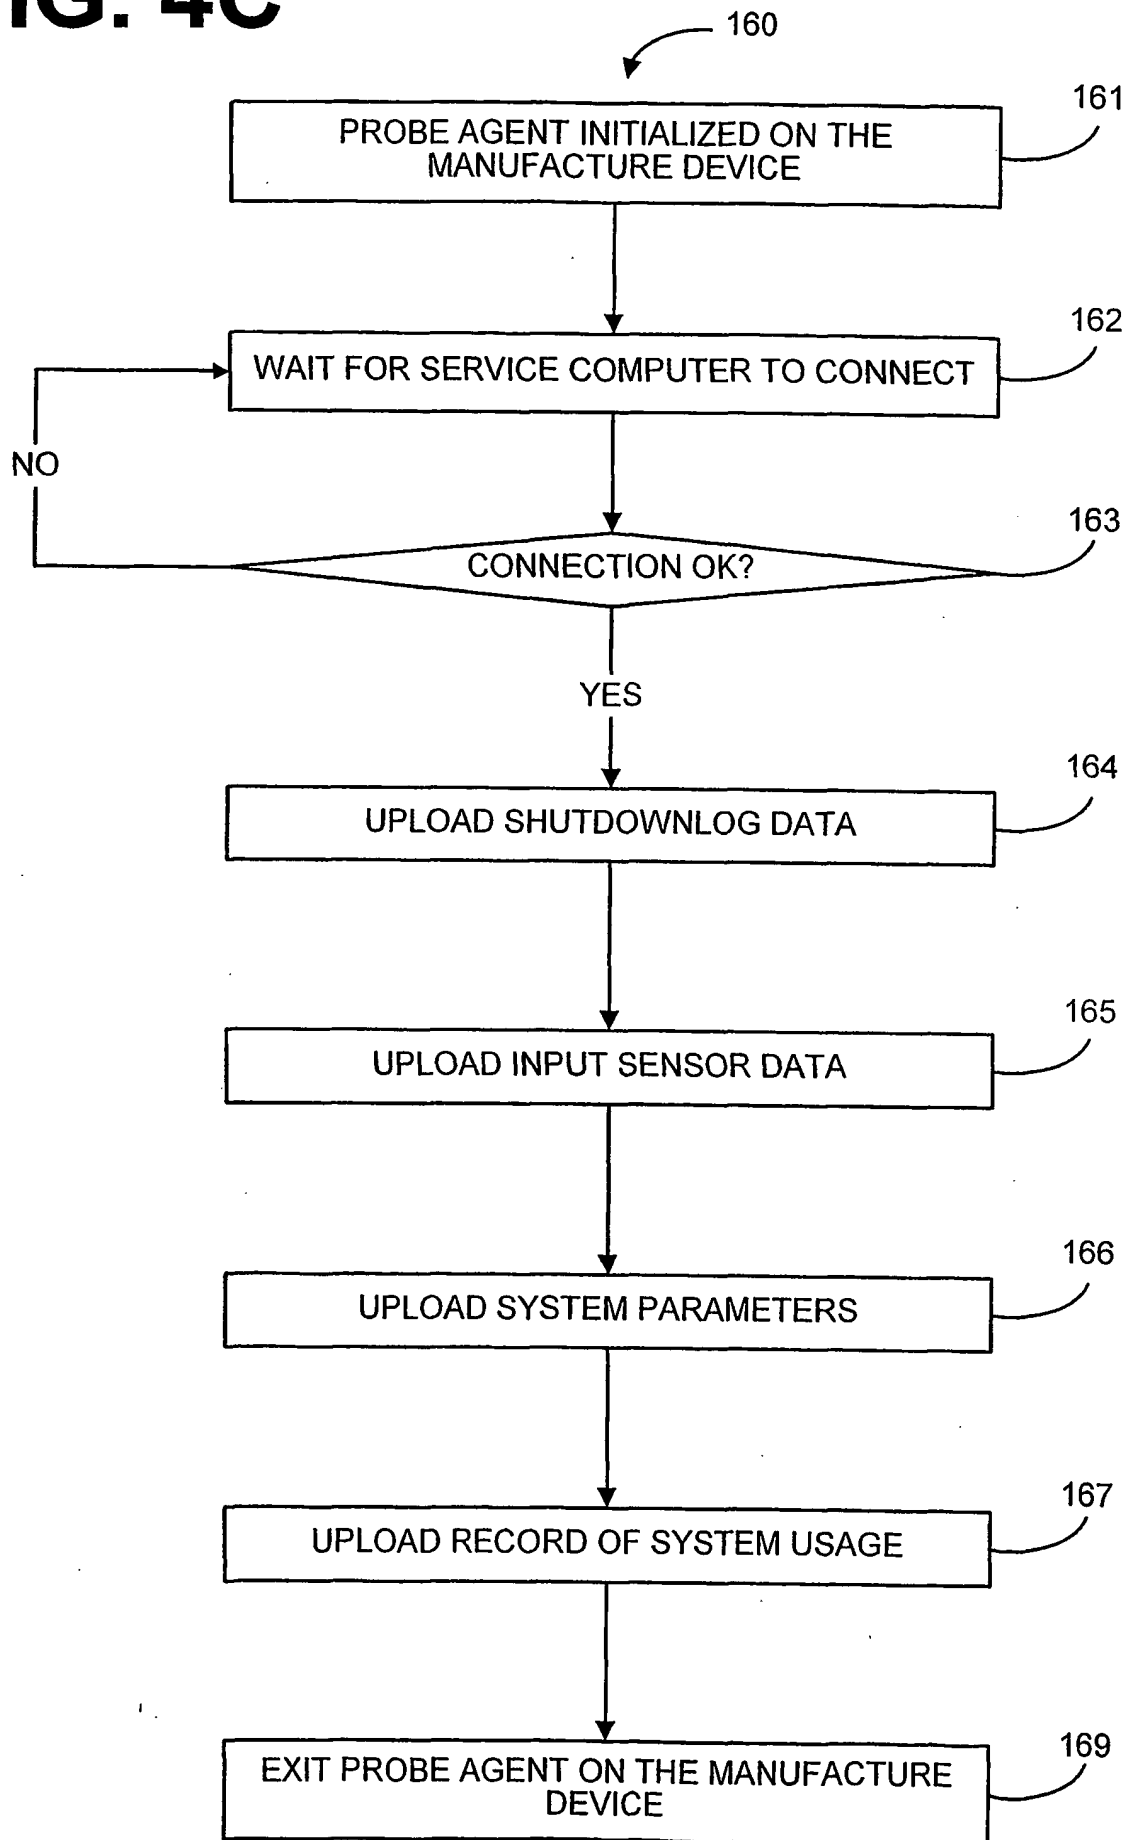 FIG. 4C
160
161
PROBE AGENT INITIALIZED ON THE
MANUFACTURE DEVICE
162
WAIT FOR SERVICE COMPUTER TO CONNECT
NO
163
CONNECTION OK?
YES
164
UPLOAD SHUTDOWNLOG DATA
165
UPLOAD INPUT SENSOR DATA
166
UPLOAD SYSTEM PARAMETERS
167
UPLOAD RECORD OF SYSTEM USAGE
169
EXIT PROBE AGENT ON THE MANUFACTURE
DEVICE